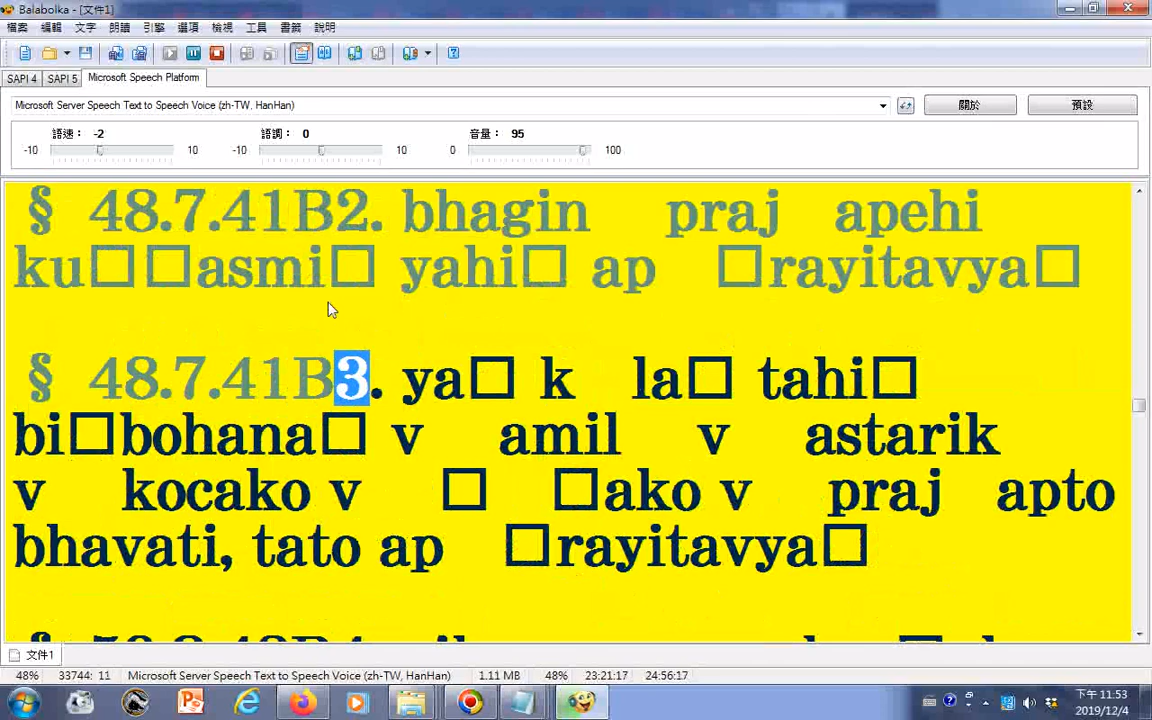 Balabolka - [文件1]
檔案 編輯 文字 朗讀 引擎 選項 檢視 工具 書籤 說明
SAPI 4 SAPI 5 Microsoft Speech Platform
Microsoft Server Speech Text to Speech Voice (zh-TW, HanHan) 關於 預設
語速： -2 語調： 0 音量： 95
-10 10 -10 10 0 100
§ 48.7.41B2. bhagin praj apehi
ku□□asmi□ yahi□ ap □rayitavya□
§ 48.7.41B3. ya□ k la□ tahi□
bi□bohana□ v amil v astarik
v kocako v □ □ako v praj apto
bhavati, tato ap □rayitavya□
文件1
48% 33744: 11 Microsoft Server Speech Text to Speech Voice (zh-TW, HanHan) 1.11 MB 48% 23:21:17 24:56:17
下午 11:53
2019/12/4